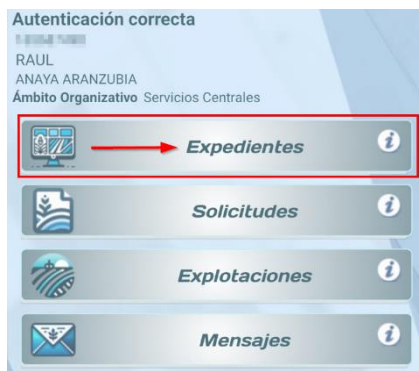 Autenticación correcta
RAUL
ANAYA ARANZUBIA
Ámbito Organizativo Servicios Centrales
Expedientes
i
Solicitudes
i
Explotaciones
i
Mensajes
i